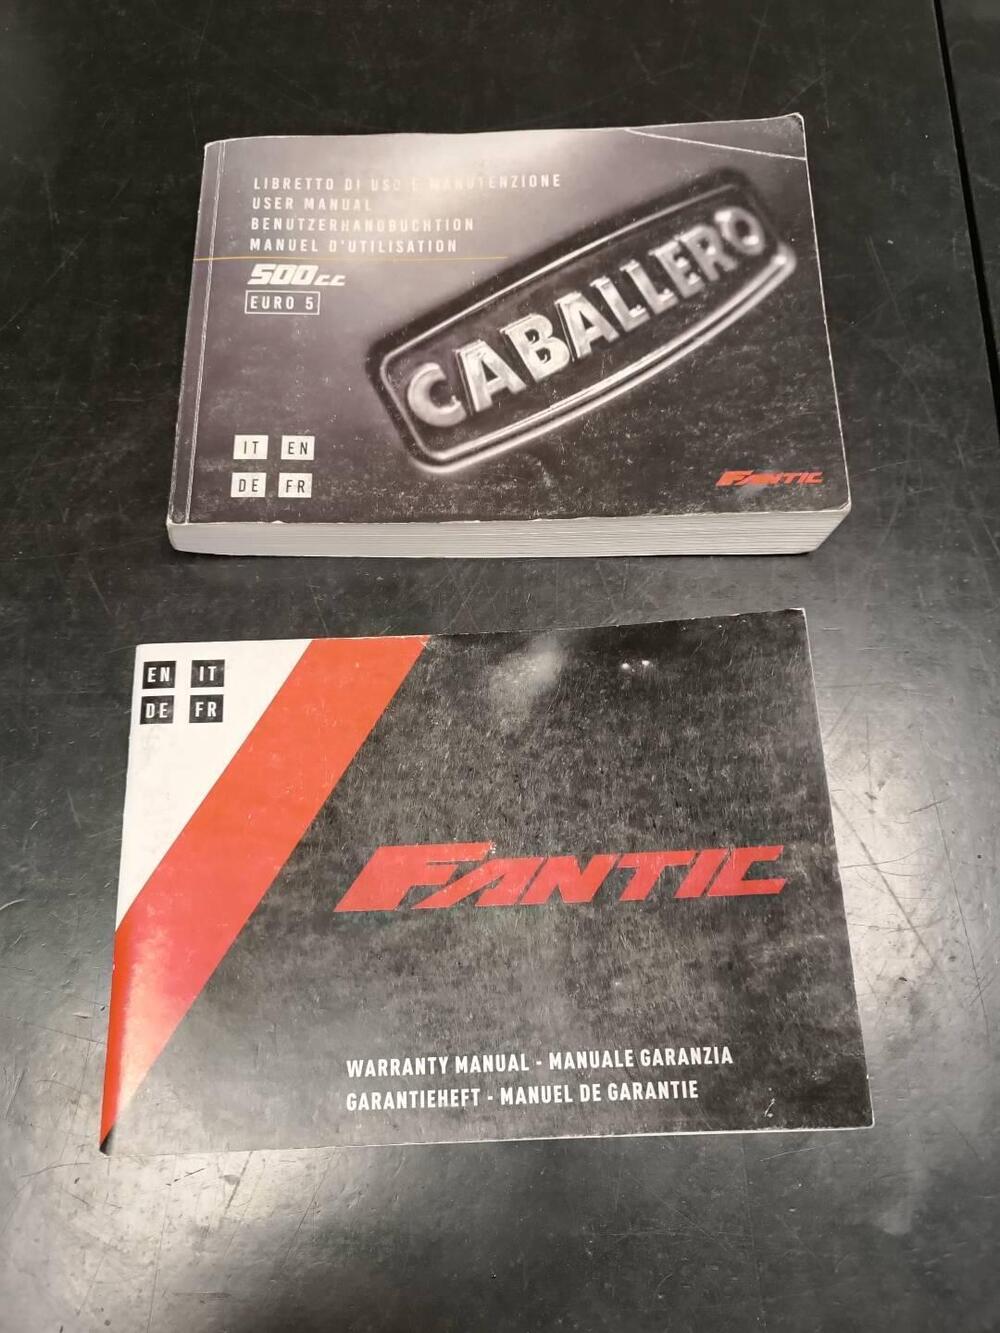 LIBRETTO DI USO E MANUTENZIONE
USER MANUAL
BENUTZERHANDBUCHTION
MANUEL D'UTILISATION
500cc
EURO 5
CABALLERO
IT EN
DE FR
FANTIC
EN IT
DE FR
FANTIC
WARRANTY MANUAL - MANUALE GARANZIA
GARANTIEHEFT - MANUEL DE GARANTIE